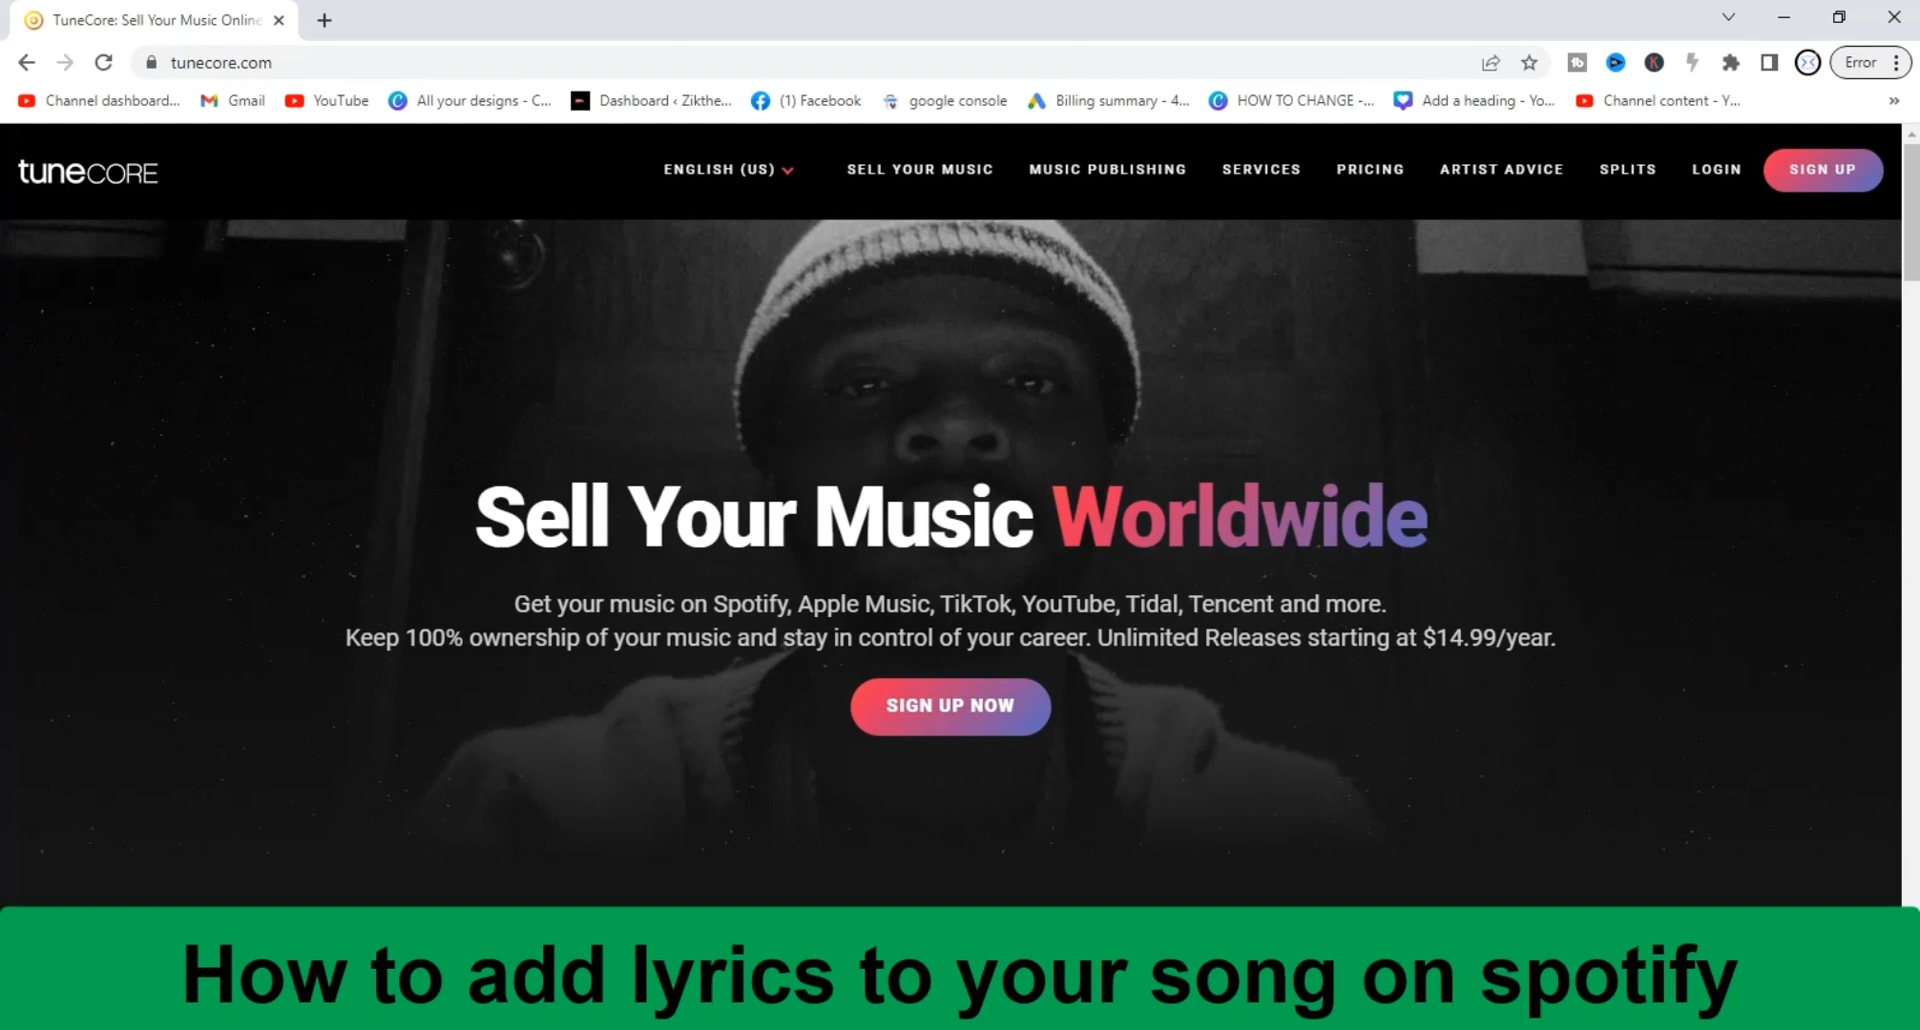 TuneCore: Sell Your Music Online
tunecore.com
Error
Channel dashboard...
Gmail
YouTube
All your designs - C...
Dashboard ‹ Zikthe...
(1) Facebook
google console
Billing summary - 4...
HOW TO CHANGE -...
Add a heading - Yo...
Channel content - Y...
»
tuneCORE
ENGLISH (US)
SELL YOUR MUSIC
MUSIC PUBLISHING
SERVICES
PRICING
ARTIST ADVICE
SPLITS
LOGIN
SIGN UP
Sell Your Music Worldwide
Get your music on Spotify, Apple Music, TikTok, YouTube, Tidal, Tencent and more.
Keep 100% ownership of your music and stay in control of your career. Unlimited Releases starting at $14.99/year.
SIGN UP NOW
How to add lyrics to your song on spotify